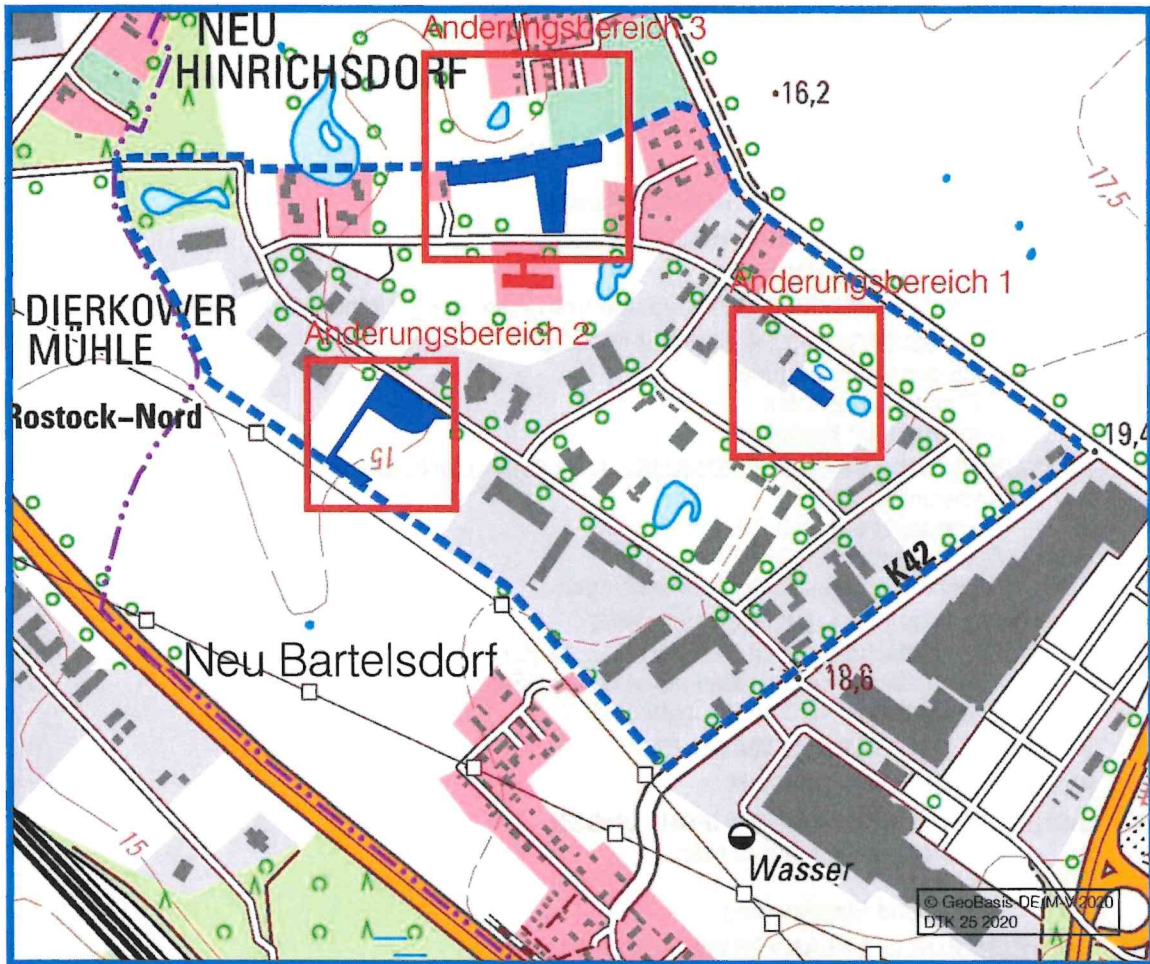 NEU
HINRICHSDORF
Änderungsbereich 3
16,2
17,5
Änderungsbereich 1
DIERKOWER
MÜHLE
Änderungsbereich 2
Rostock–Nord
15
19,4
K42
Neu Bartelsdorf
18,6
15
Wasser
© GeoBasis-DE/M-V 2020
DTK 25 2020